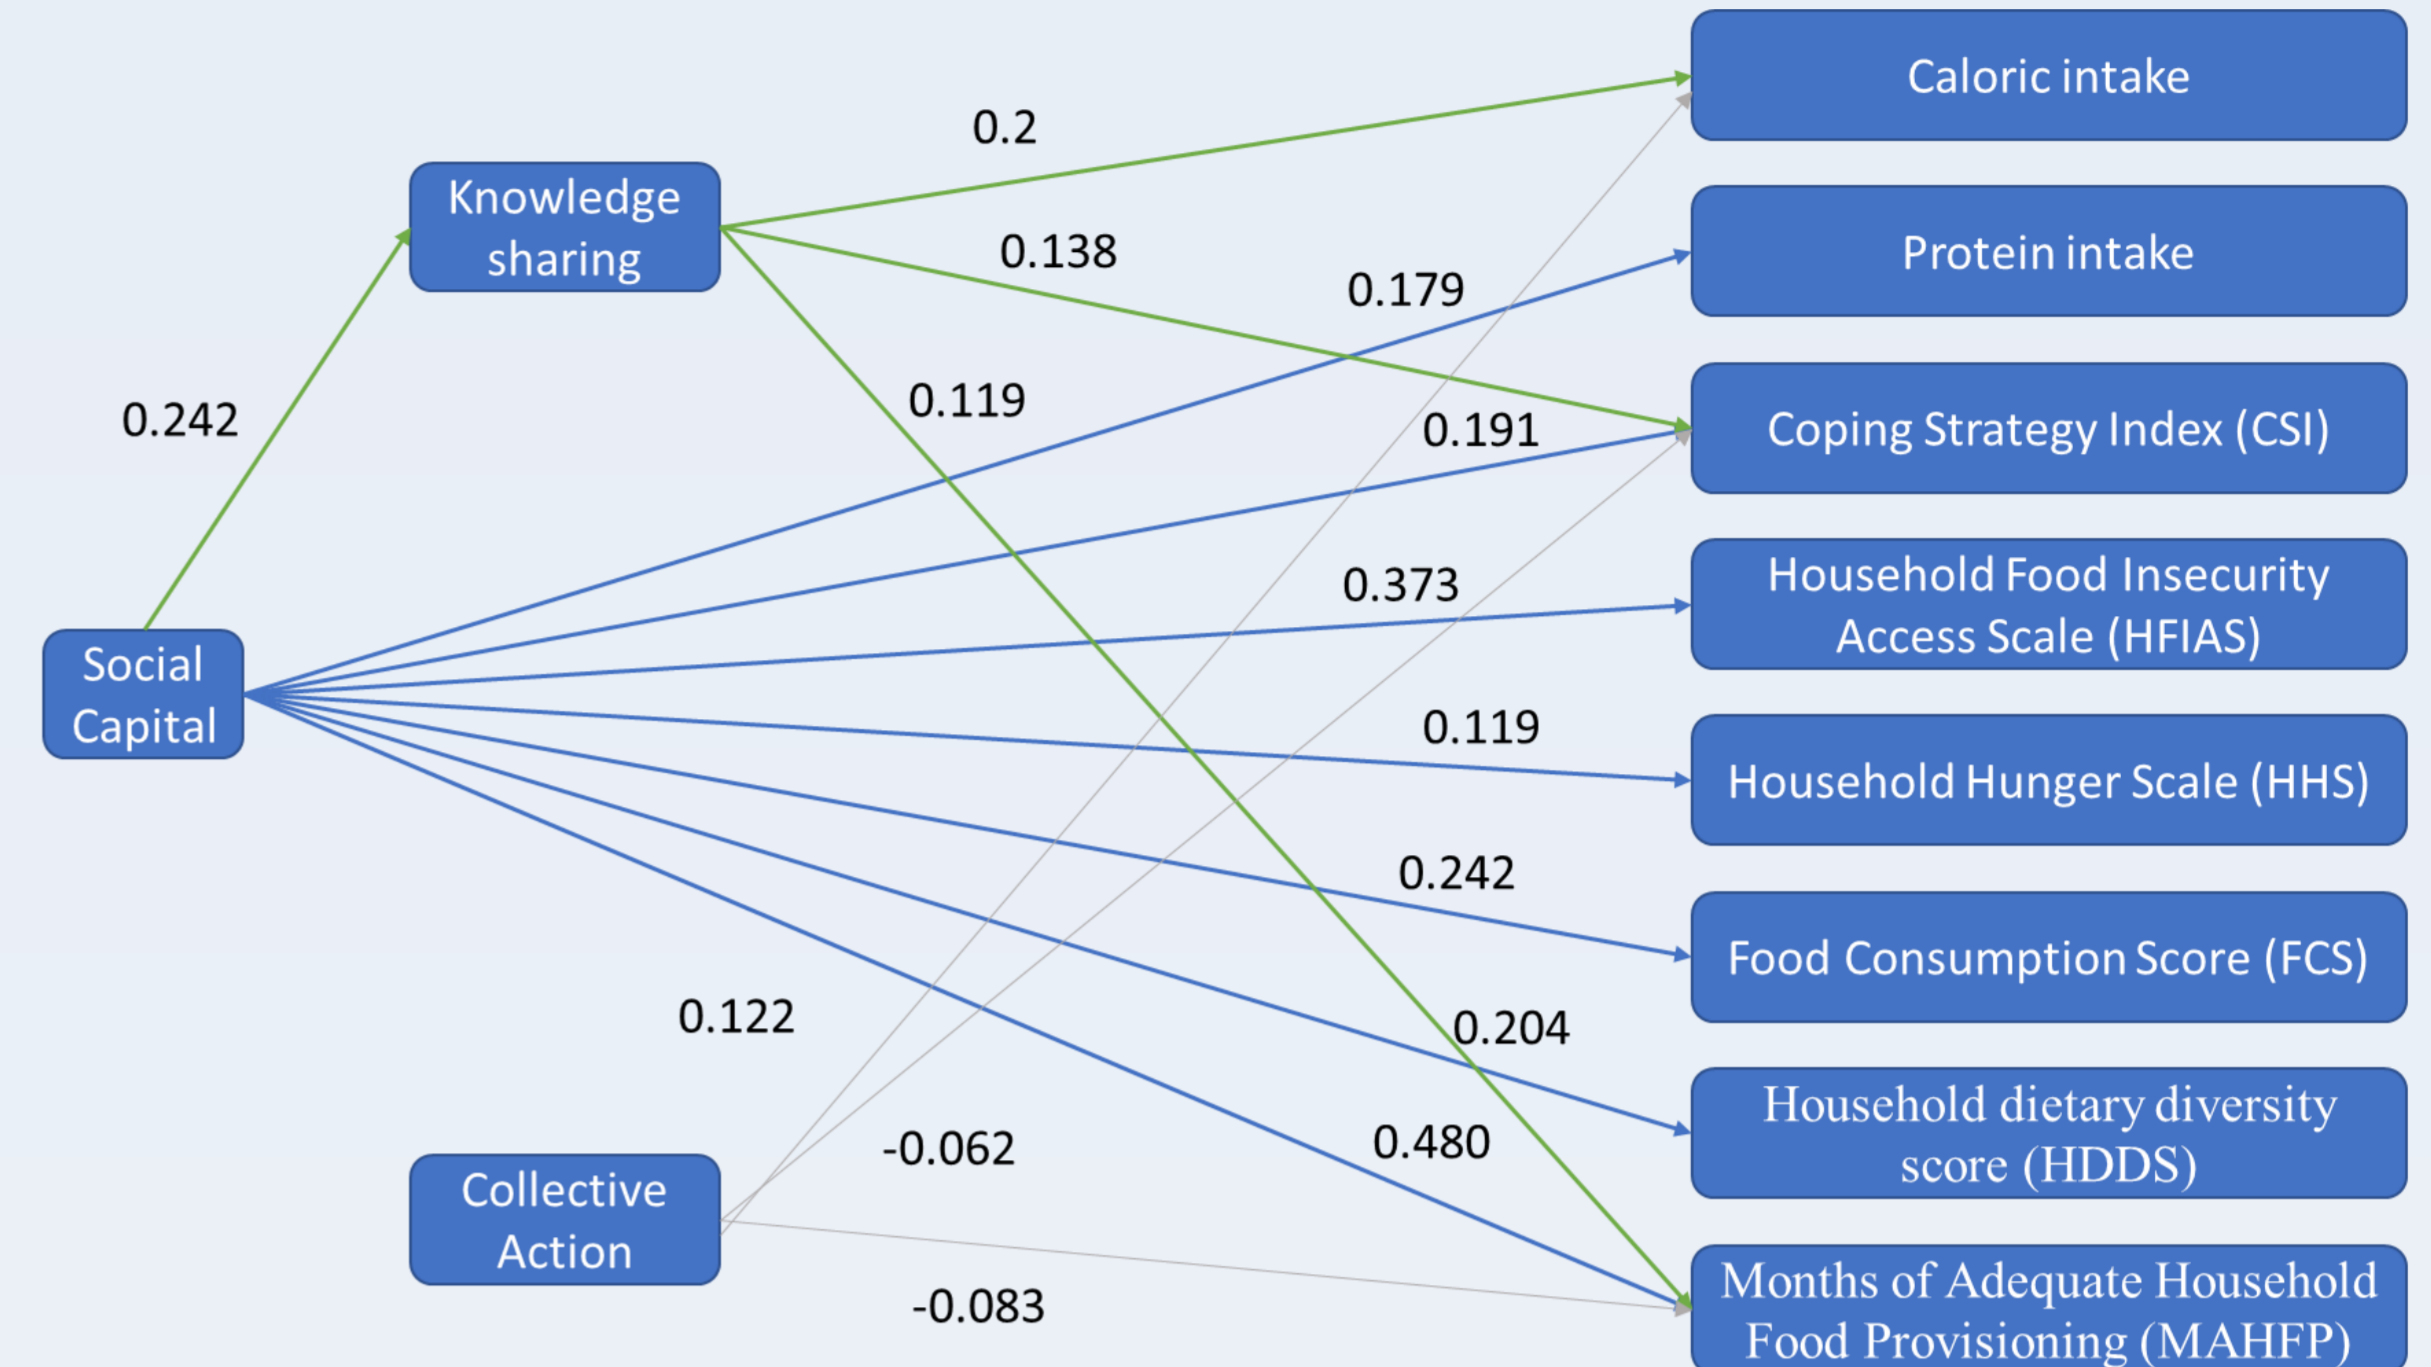 Caloric intake
0.2
Knowledge
sharing
Protein intake
0.138
0.179
0.119
0.242
0.191
Coping Strategy Index (CSI)
0.373
Household Food Insecurity
Access Scale (HFIAS)
Social
Capital
0.119
Household Hunger Scale (HHS)
0.242
Food Consumption Score (FCS)
0.122
0.204
Household dietary diversity
score (HDDS)
-0.062
0.480
Collective
Action
-0.083
Months of Adequate Household
Food Provisioning (MAHFP)